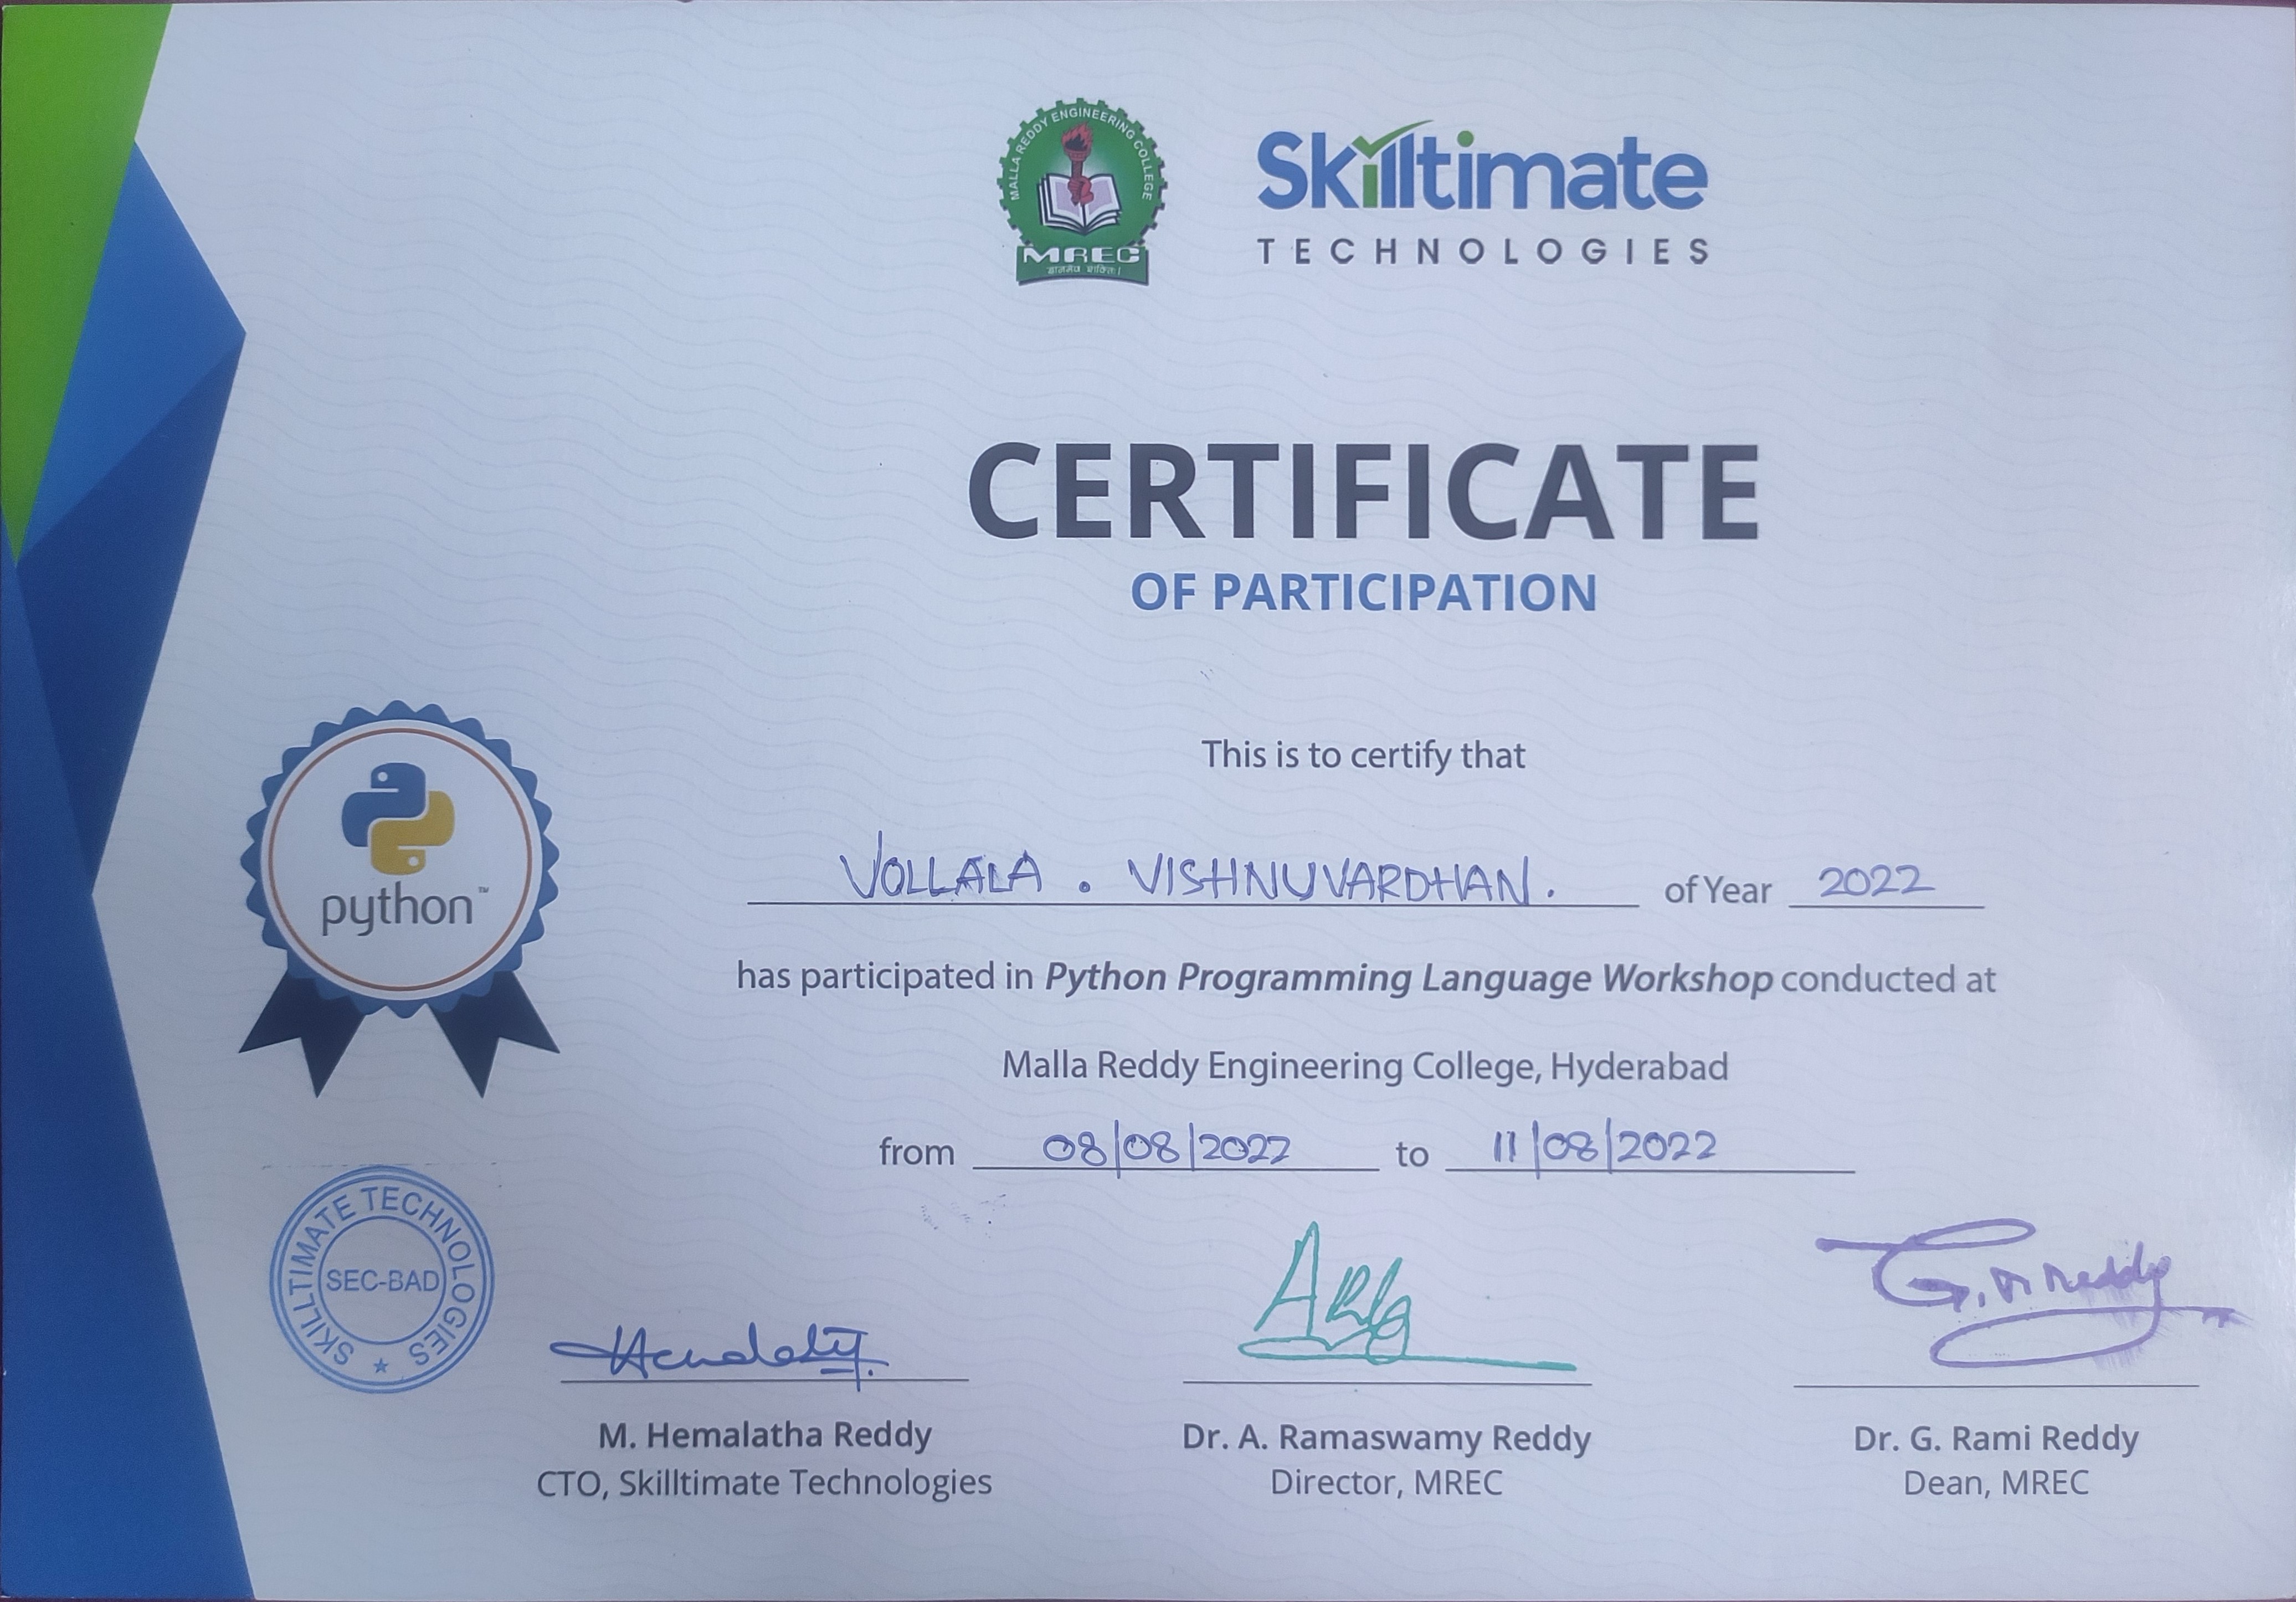 MALLA REDDY ENGINEERING COLLEGE
MREC
ज्ञानमेव शक्तिः।
Skilltimate
TECHNOLOGIES
CERTIFICATE
OF PARTICIPATION
This is to certify that
VOLLALA . VISHNUVARDHAN. of Year 2022
has participated in Python Programming Language Workshop conducted at
Malla Reddy Engineering College, Hyderabad
from 08/08/2022 to 11/08/2022
python™
SKILLTIMATE TECHNOLOGIES
SEC-BAD
G. Reddy
M. Hemalatha Reddy
CTO, Skilltimate Technologies
Dr. A. Ramaswamy Reddy
Director, MREC
Dr. G. Rami Reddy
Dean, MREC